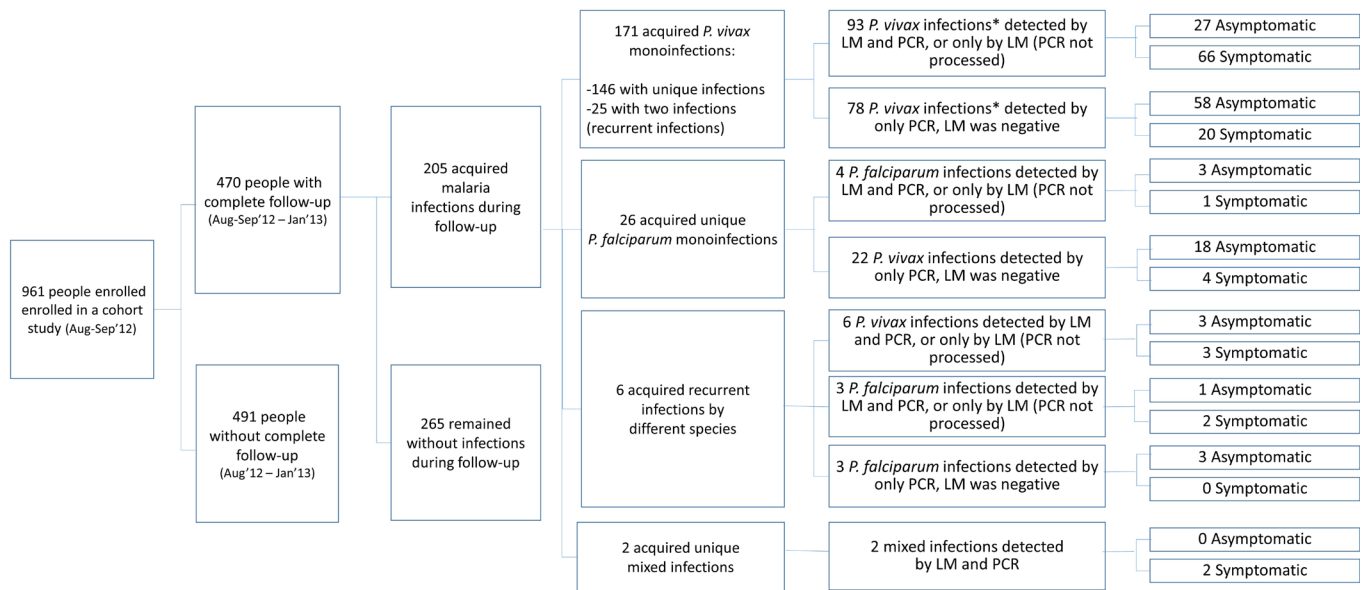 961 people enrolled
enrolled in a cohort
study (Aug-Sep'12)
470 people with
complete follow-up
(Aug-Sep'12 – Jan'13)
491 people
without complete
follow-up
(Aug'12 – Jan'13)
205 acquired
malaria
infections during
follow-up
265 remained
without infections
during follow-up
171 acquired P. vivax
monoinfections:
-146 with unique infections
-25 with two infections
(recurrent infections)
26 acquired unique
P. falciparum monoinfections
6 acquired recurrent
infections by
different species
2 acquired unique
mixed infections
93 P. vivax infections* detected
by LM and PCR, or only by LM (PCR not
processed)
78 P. vivax infections* detected by
only PCR, LM was negative
4 P. falciparum infections detected by
LM and PCR, or only by LM (PCR not
processed)
22 P. vivax infections detected by
only PCR, LM was negative
6 P. vivax infections detected by LM
and PCR, or only by LM (PCR not
processed)
3 P. falciparum infections detected by
LM and PCR, or only by LM (PCR not
processed)
3 P. falciparum infections detected by
only PCR, LM was negative
2 mixed infections detected
by LM and PCR
27 Asymptomatic
66 Symptomatic
58 Asymptomatic
20 Symptomatic
3 Asymptomatic
1 Symptomatic
18 Asymptomatic
4 Symptomatic
3 Asymptomatic
3 Symptomatic
1 Asymptomatic
2 Symptomatic
3 Asymptomatic
0 Symptomatic
0 Asymptomatic
2 Symptomatic